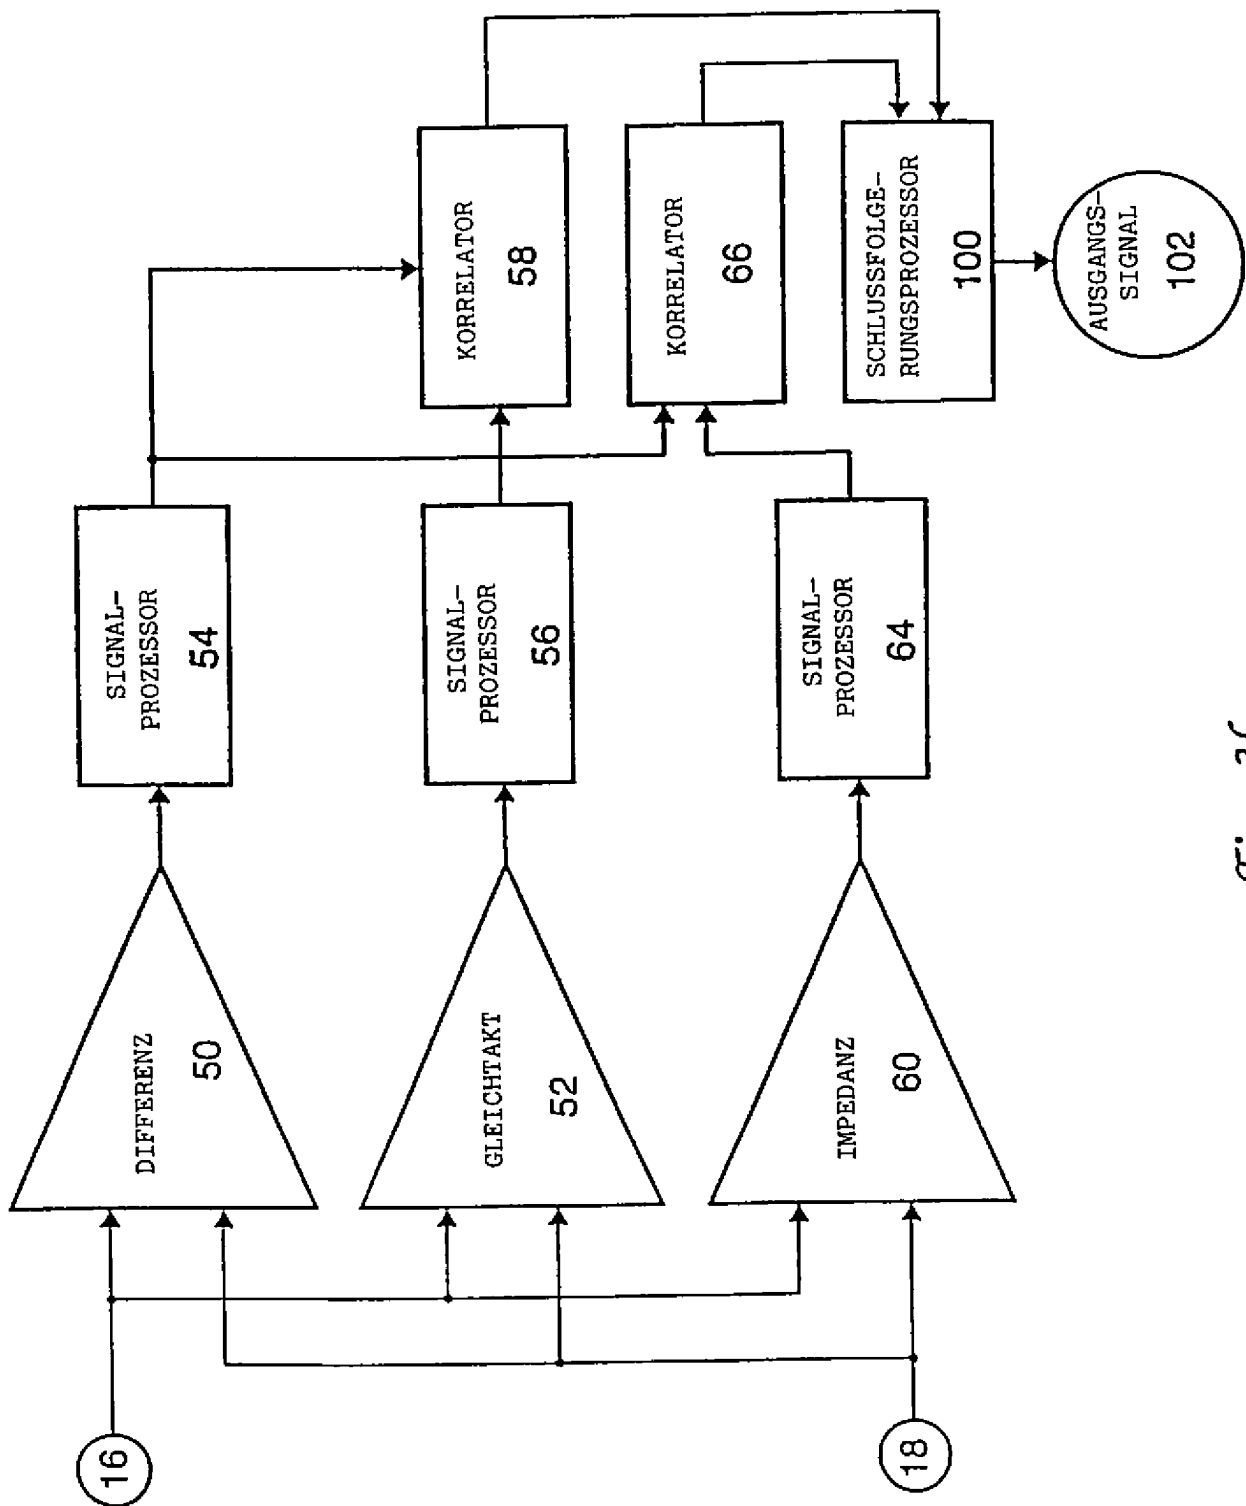 16
18
DIFFERENZ
50
GLEICHTAKT
52
IMPEDANZ
60
SIGNAL-
PROZESSOR
54
SIGNAL-
PROZESSOR
56
SIGNAL-
PROZESSOR
64
KORRELATOR
58
KORRELATOR
66
SCHLUSSFOLGE-
RUNGSPROZESSOR
100
AUSGANGS-
SIGNAL
102